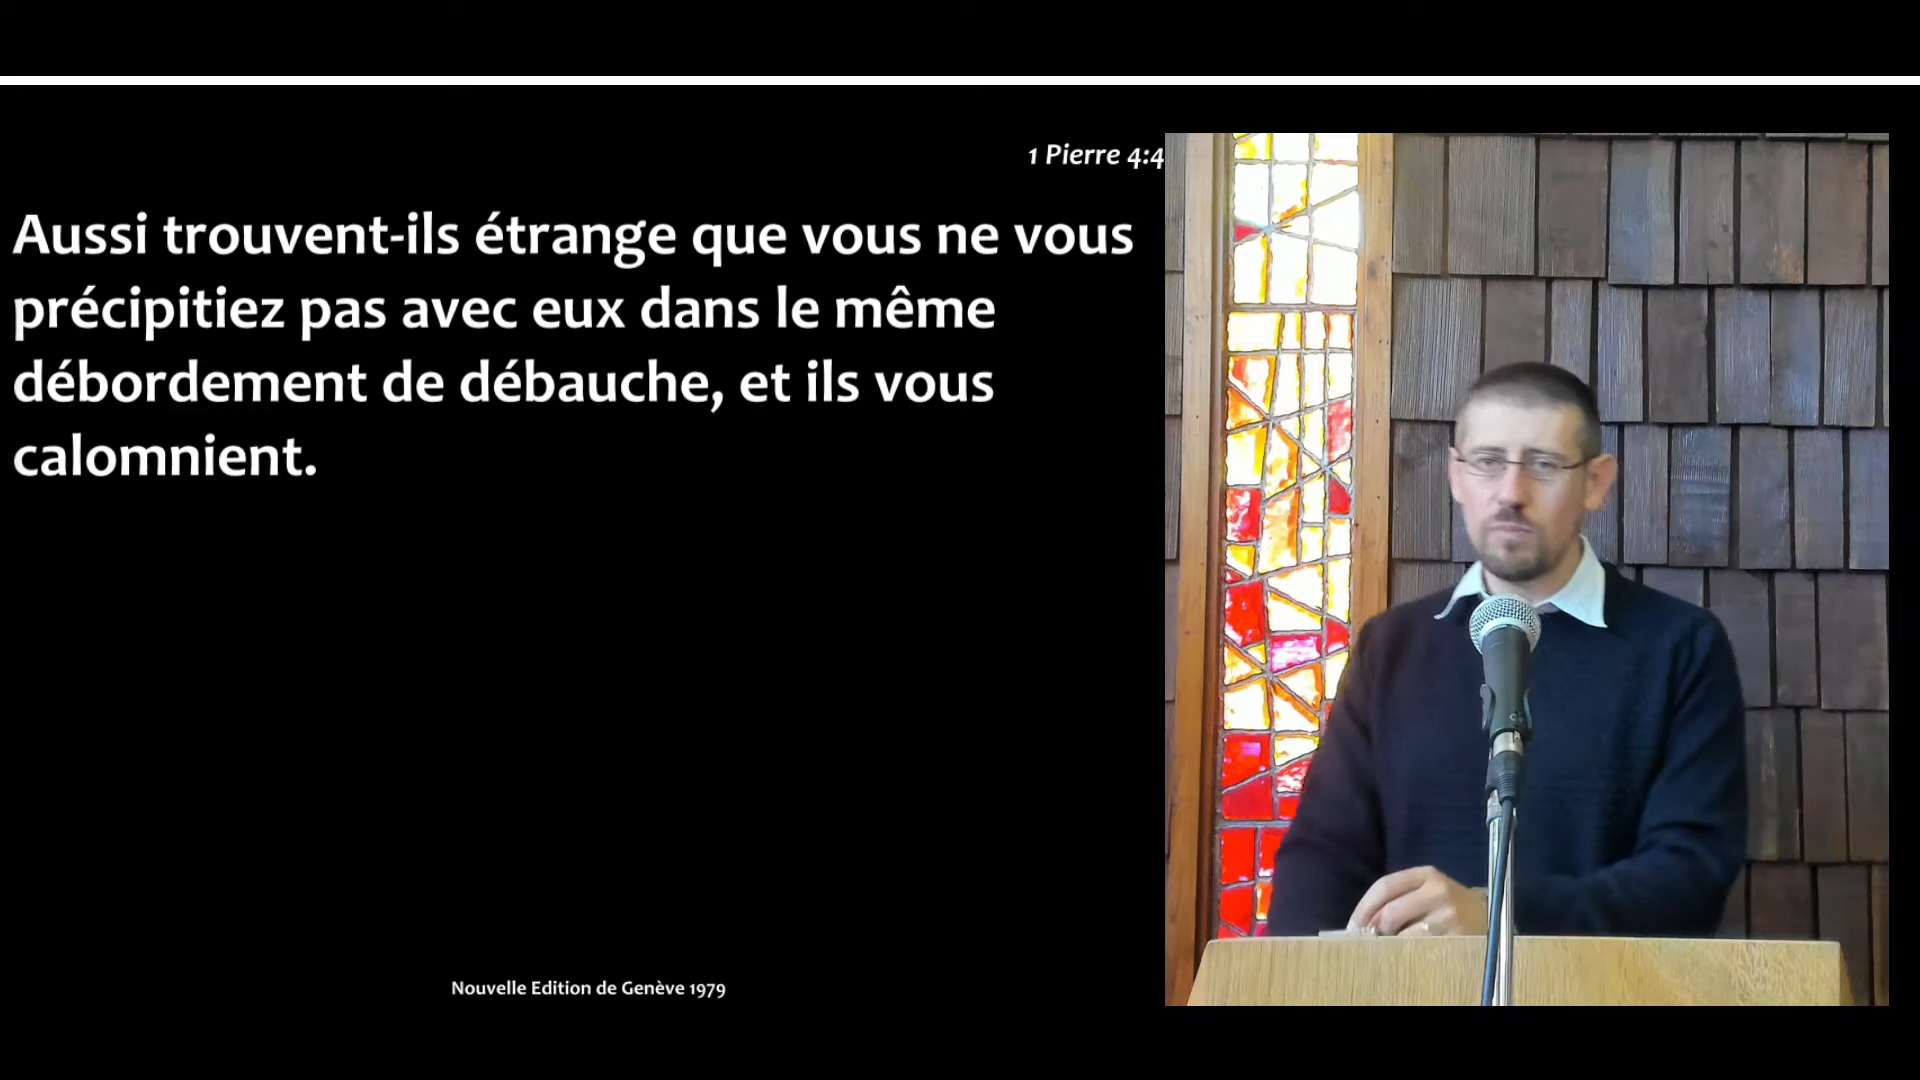 1 Pierre 4:4
Aussi trouvent-ils étrange que vous ne vous
précipitiez pas avec eux dans le même
débordement de débauche, et ils vous
calomnient.
Nouvelle Edition de Genève 1979